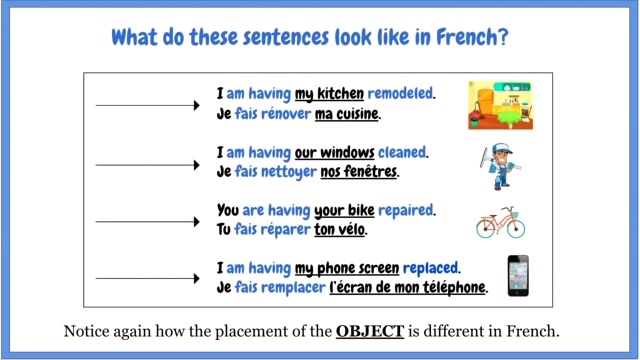 What do these sentences look like in French?
I am having my kitchen remodeled.
Je fais rénover ma cuisine.
I am having our windows cleaned.
Je fais nettoyer nos fenêtres.
You are having your bike repaired.
Tu fais réparer ton vélo.
I am having my phone screen replaced.
Je fais remplacer l'écran de mon téléphone.
Notice again how the placement of the OBJECT is different in French.